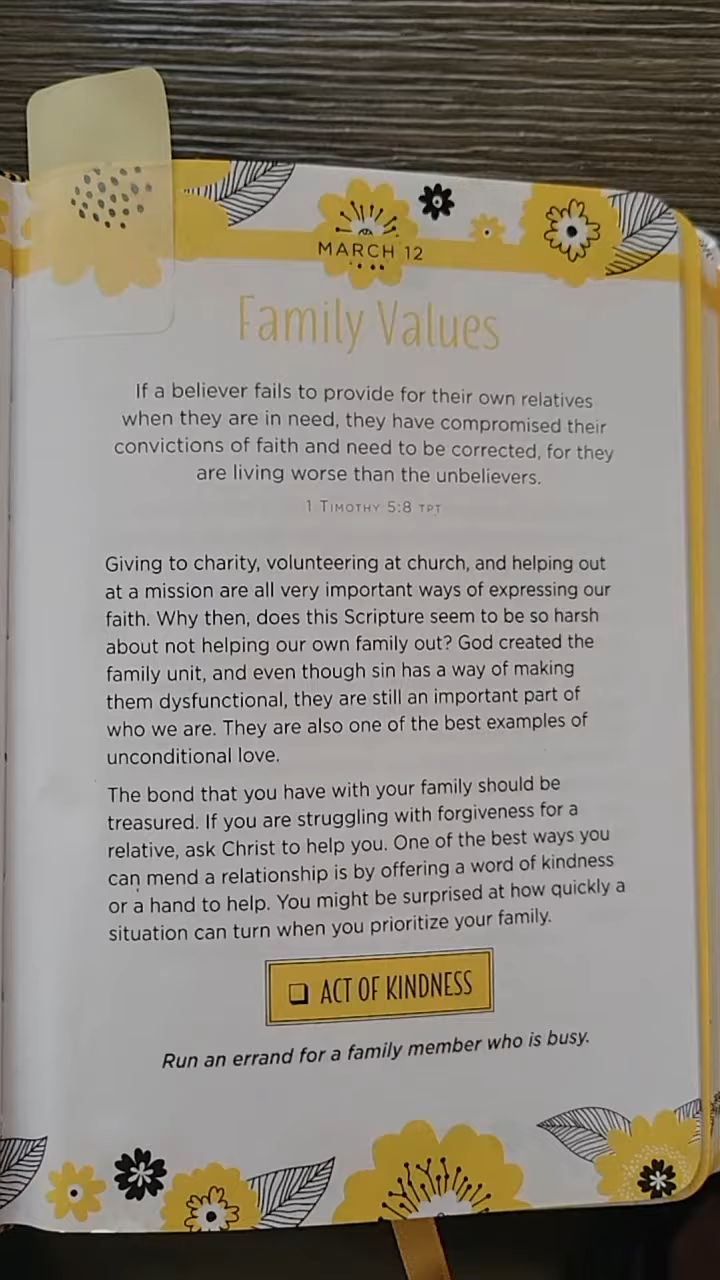 MARCH 12
Family Values
If a believer fails to provide for their own relatives
when they are in need, they have compromised their
convictions of faith and need to be corrected, for they
are living worse than the unbelievers.
1 TIMOTHY 5:8 TPT
Giving to charity, volunteering at church, and helping out
at a mission are all very important ways of expressing our
faith. Why then, does this Scripture seem to be so harsh
about not helping our own family out? God created the
family unit, and even though sin has a way of making
them dysfunctional, they are still an important part of
who we are. They are also one of the best examples of
unconditional love.
The bond that you have with your family should be
treasured. If you are struggling with forgiveness for a
relative, ask Christ to help you. One of the best ways you
can mend a relationship is by offering a word of kindness
or a hand to help. You might be surprised at how quickly a
situation can turn when you prioritize your family.
ACT OF KINDNESS
Run an errand for a family member who is busy.